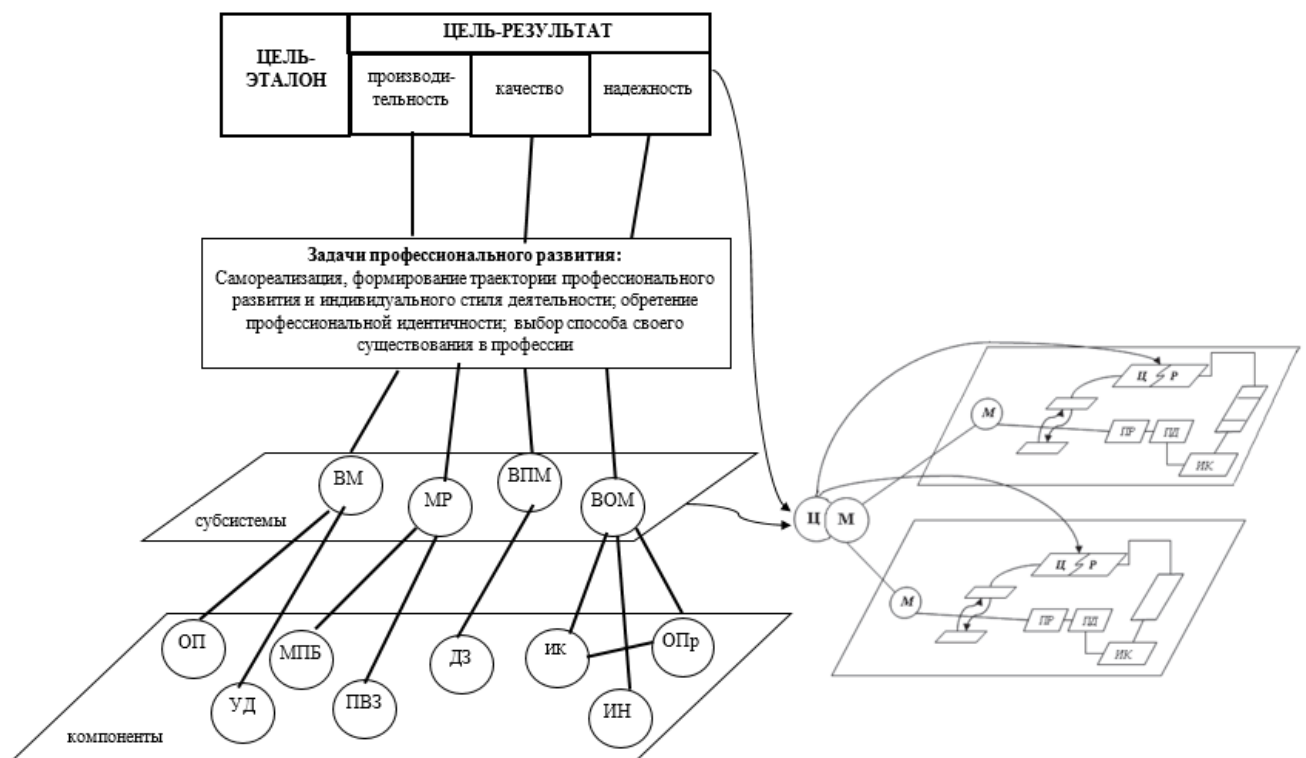 ЦЕЛЬ-
ЭТАЛОН
ЦЕЛЬ-РЕЗУЛЬТАТ
производи-
тельность
качество
надежность
Задачи профессионального развития:
Самореализация, формирование траектории профессионального
развития и индивидуального стиля деятельности; обретение
профессиональной идентичности; выбор способа своего
существования в профессии
ВМ
МР
ВПМ
ВОМ
субсистемы
ОП
УД
МПБ
ПВЗ
ДЗ
ИК
ИН
ОПр
компоненты
Ц
М
М
Ц
Р
ПР
ПД
ИК
М
Ц
Р
ПР
ПД
ИК